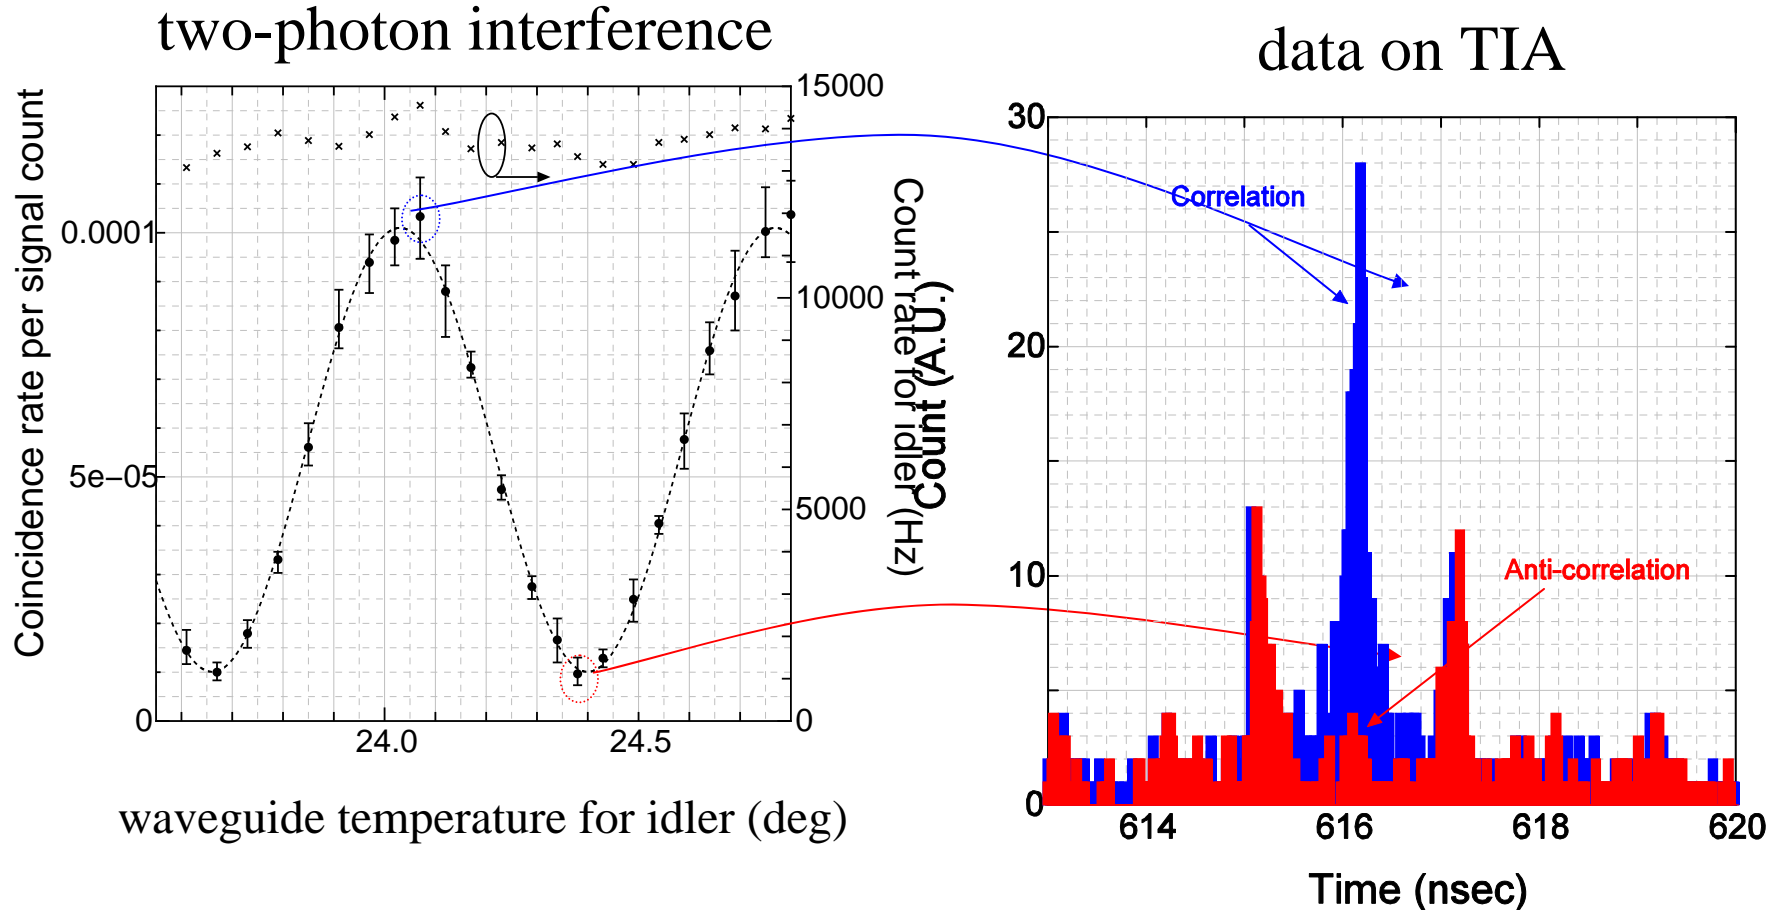 two-photon interference
data on TIA
Coincidence rate per signal count
0.0001
5e−05
0
15000
10000
5000
0
24.0
24.5
waveguide temperature for idler (deg)
Count rate for idler (Hz)
Count (A.U.)
30
20
10
0
Correlation
Anti-correlation
614
616
618
620
Time (nsec)